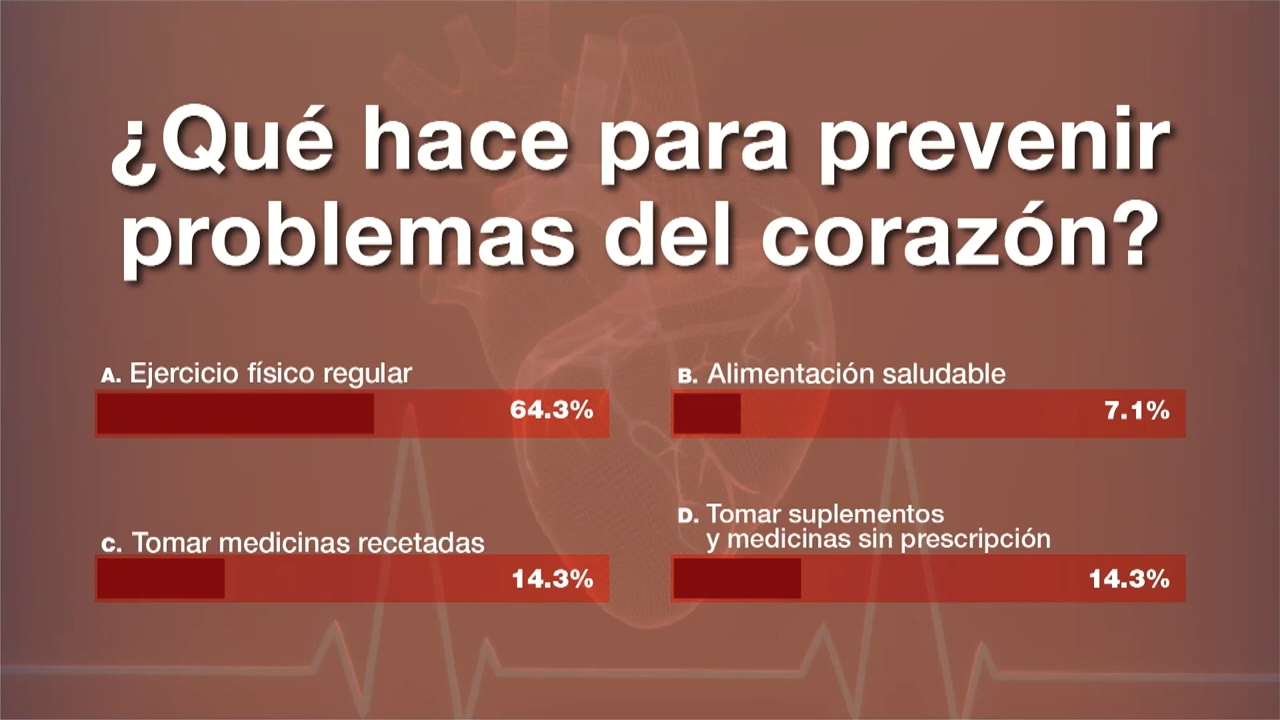 ¿Qué hace para prevenir
problemas del corazón?
A. Ejercicio físico regular
64.3%
B. Alimentación saludable
7.1%
C. Tomar medicinas recetadas
14.3%
D. Tomar suplementos
y medicinas sin prescripción
14.3%